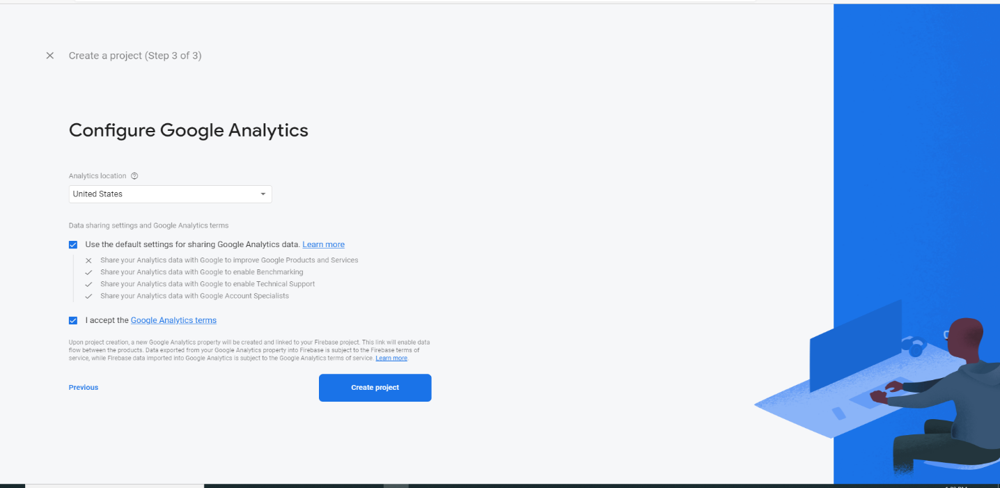 Create a project (Step 3 of 3)
Configure Google Analytics
Analytics location
United States
Data sharing settings and Google Analytics terms
Use the default settings for sharing Google Analytics data. Learn more
Share your Analytics data with Google to improve Google Products and Services
Share your Analytics data with Google to enable Benchmarking
Share your Analytics data with Google to enable Technical Support
Share your Analytics data with Google Account Specialists
I accept the Google Analytics terms
Upon project creation, a new Google Analytics property will be created and linked to your Firebase project. This link will enable data
flow between the products. Data exported from your Google Analytics property into Firebase is subject to the Firebase terms of
service, while Firebase data imported into Google Analytics is subject to the Google Analytics terms of service. Learn more.
Previous
Create project